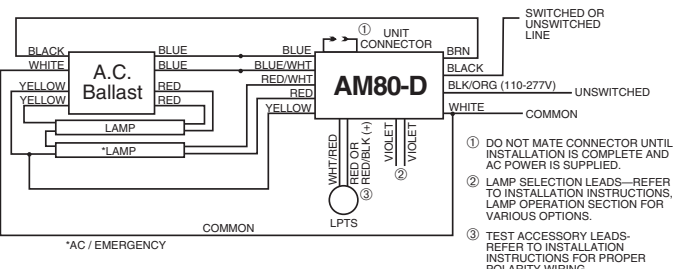 SWITCHED OR
UNSWITCHED
LINE
① UNIT
CONNECTOR
BLACK
WHITE
YELLOW
YELLOW
A.C.
Ballast
BLUE
BLUE
RED
RED
BLUE
BLUE/WHT
RED/WHT
RED
YELLOW
AM80-D
BRN
BLACK
BLK/ORG (110-277V)
UNSWITCHED
WHITE
COMMON
LAMP
*LAMP
WHT/RED
RED OR
RED/BLK (+)
VIOLET
VIOLET
②
③
LPTS
COMMON
*AC / EMERGENCY
① DO NOT MATE CONNECTOR UNTIL
INSTALLATION IS COMPLETE AND
AC POWER IS SUPPLIED.
② LAMP SELECTION LEADS—REFER
TO INSTALLATION INSTRUCTIONS,
LAMP OPERATION SECTION FOR
VARIOUS OPTIONS.
③ TEST ACCESSORY LEADS-
REFER TO INSTALLATION
INSTRUCTIONS FOR PROPER
POLARITY WIRING